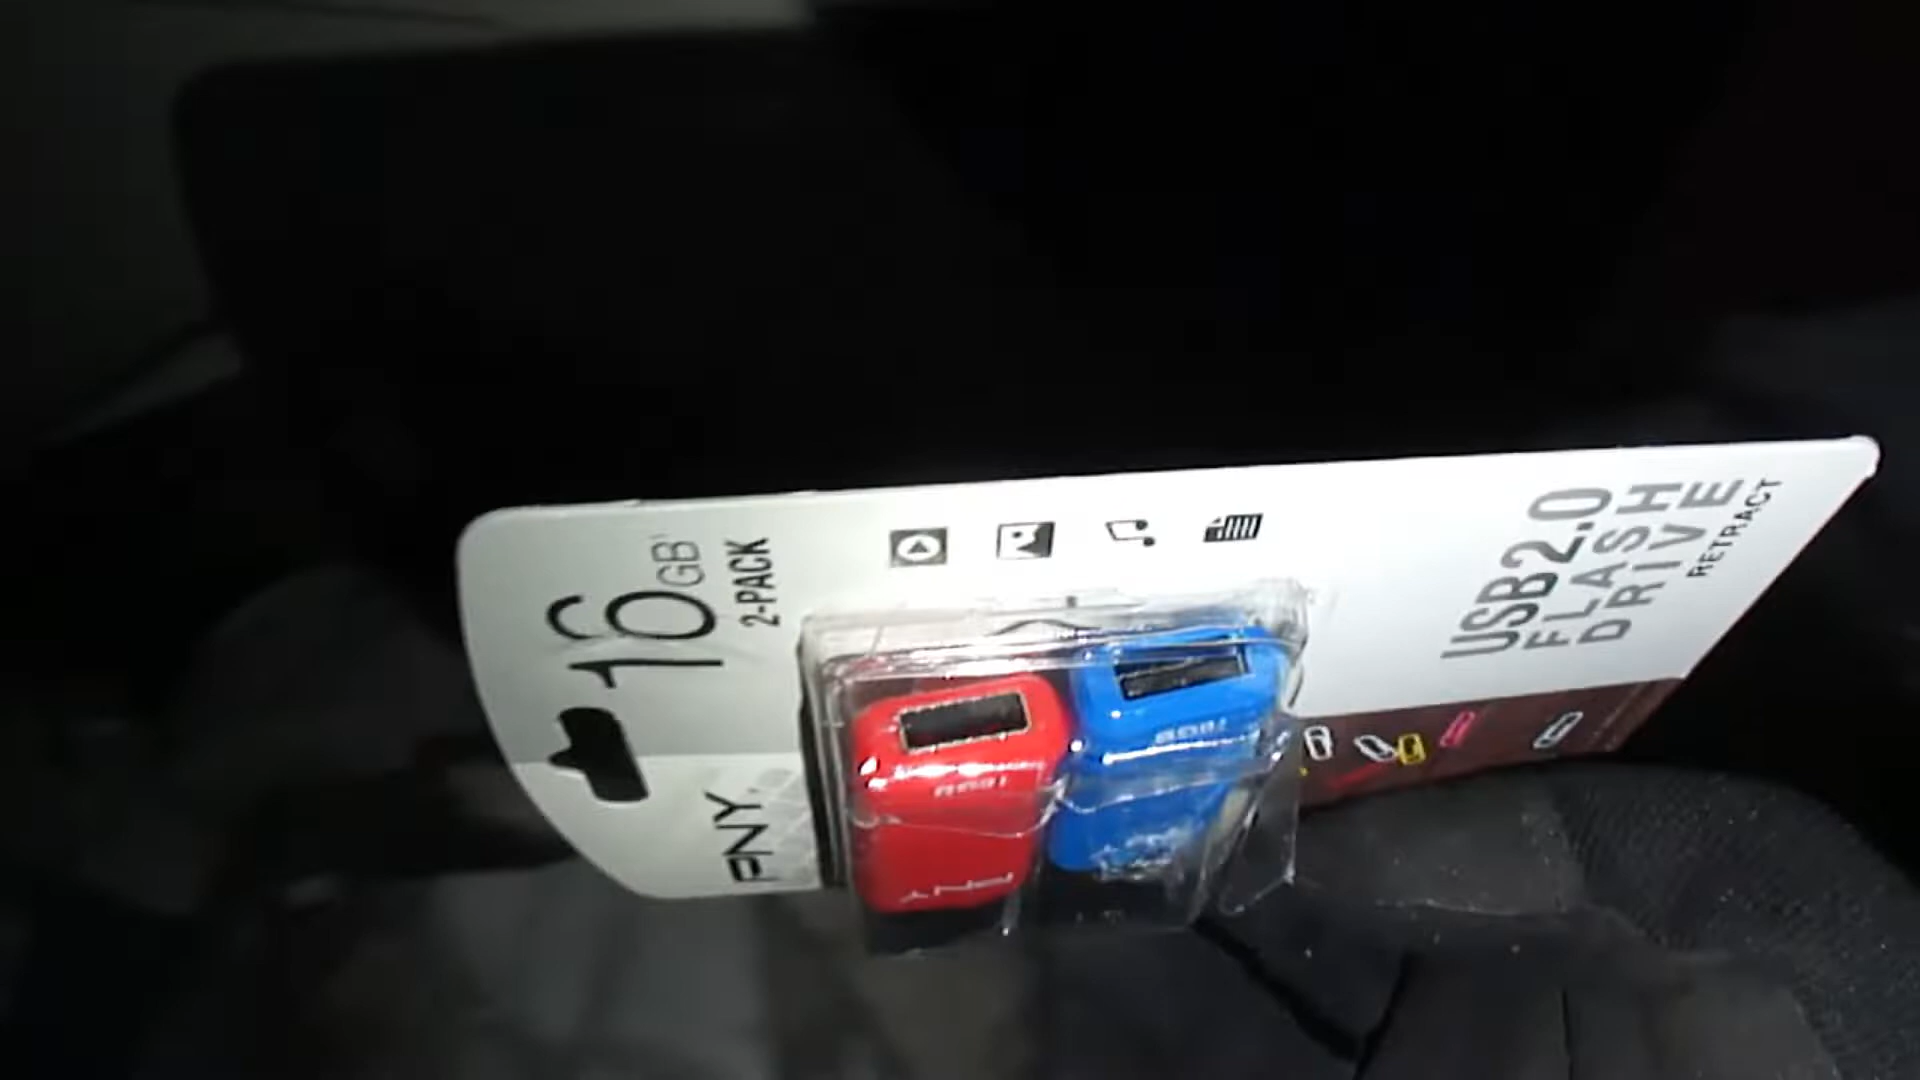 16GB
2-PACK
PNY
USB2.0
FLASH
DRIVE
RETRACT
16GB
PNY
16GB